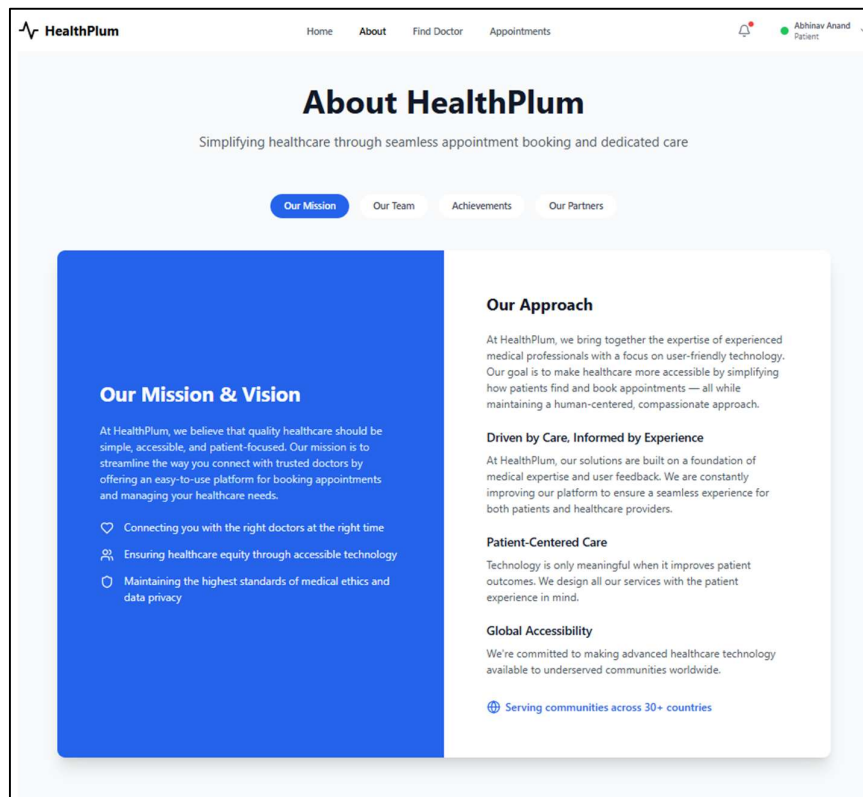 HealthPlum
Home
About
Find Doctor
Appointments
Abhinav Anand
Patient
About HealthPlum
Simplifying healthcare through seamless appointment booking and dedicated care
Our Mission
Our Team
Achievements
Our Partners
Our Mission & Vision
At HealthPlum, we believe that quality healthcare should be
simple, accessible, and patient-focused. Our mission is to
streamline the way you connect with trusted doctors by
offering an easy-to-use platform for booking appointments
and managing your healthcare needs.
Connecting you with the right doctors at the right time
Ensuring healthcare equity through accessible technology
Maintaining the highest standards of medical ethics and
data privacy
Our Approach
At HealthPlum, we bring together the expertise of experienced
medical professionals with a focus on user-friendly technology.
Our goal is to make healthcare more accessible by simplifying
how patients find and book appointments — all while
maintaining a human-centered, compassionate approach.
Driven by Care, Informed by Experience
At HealthPlum, our solutions are built on a foundation of
medical expertise and user feedback. We are constantly
improving our platform to ensure a seamless experience for
both patients and healthcare providers.
Patient-Centered Care
Technology is only meaningful when it improves patient
outcomes. We design all our services with the patient
experience in mind.
Global Accessibility
We're committed to making advanced healthcare technology
available to underserved communities worldwide.
Serving communities across 30+ countries